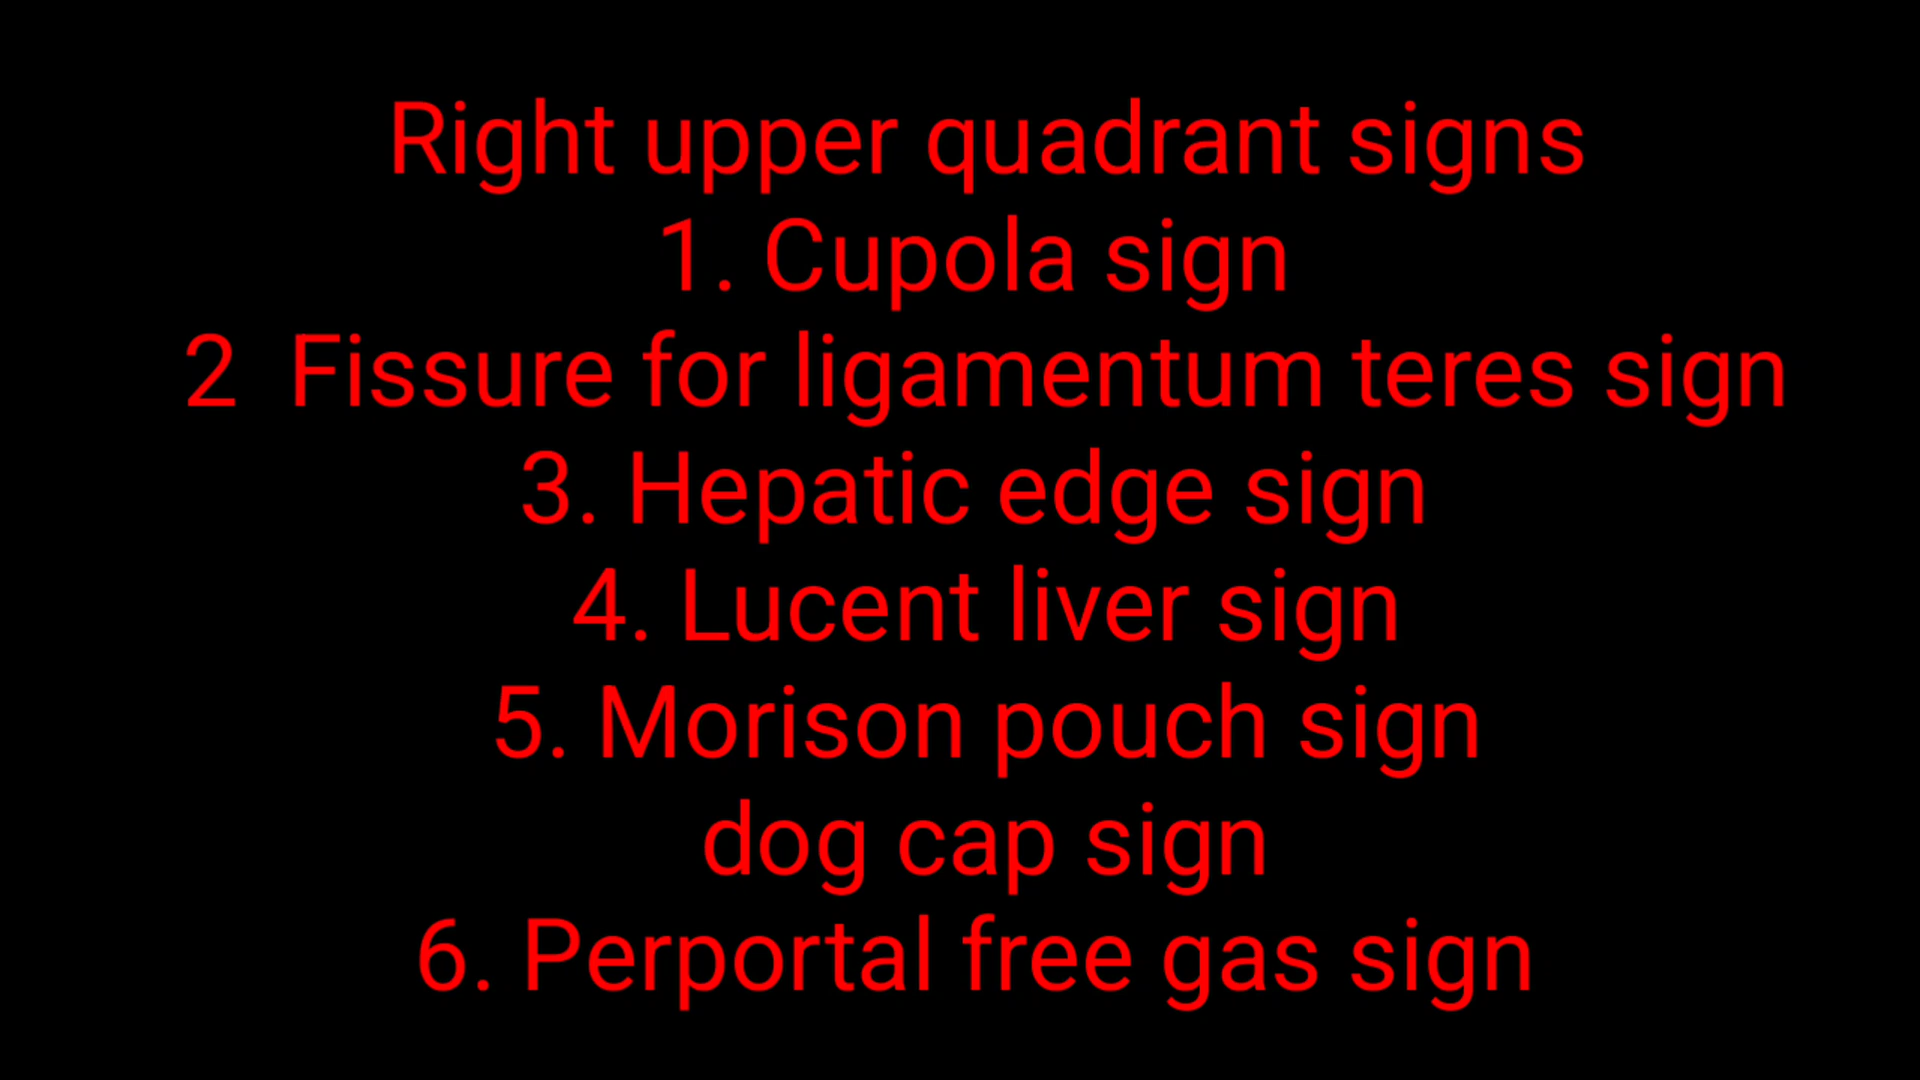 Right upper quadrant signs
1. Cupola sign
2  Fissure for ligamentum teres sign
3. Hepatic edge sign
4. Lucent liver sign
5. Morison pouch sign
dog cap sign
6. Perportal free gas sign